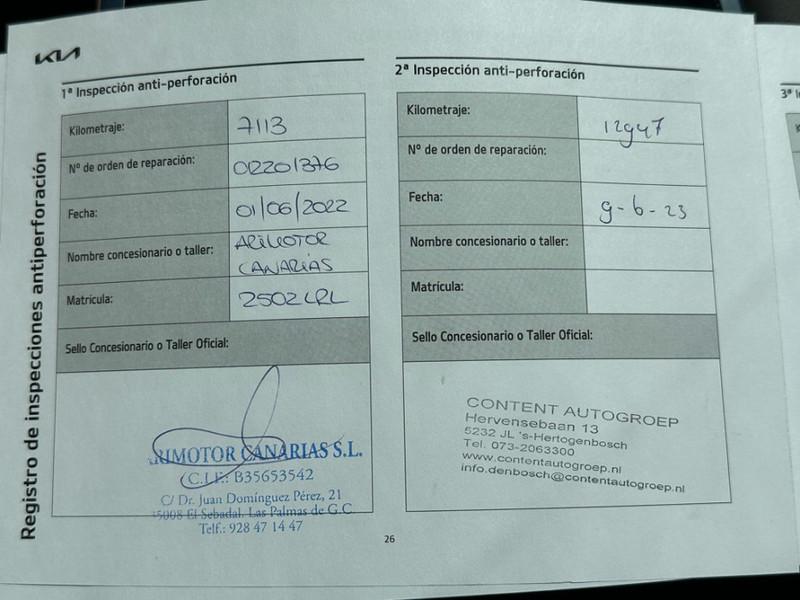 KIA
Registro de inspecciones antiperforación
1ª Inspección anti-perforación
Kilometraje: 7113
Nº de orden de reparación: OR2201376
Fecha: 01/06/2022
Nombre concesionario o taller: ARIMOTOR
CANARIAS
Matrícula: 2502LRL
Sello Concesionario o Taller Oficial:
ARIMOTOR CANARIAS S.L.
C.I.F.: B35653542
C/ Dr. Juan Domínguez Pérez, 21
35008 El Sebadal. Las Palmas de G.C.
Telf.: 928 47 14 47
2ª Inspección anti-perforación
Kilometraje: 12947
Nº de orden de reparación:
Fecha: 9-6-23
Nombre concesionario o taller:
Matrícula:
Sello Concesionario o Taller Oficial:
CONTENT AUTOGROEP
Hervensebaan 13
5232 JL 's-Hertogenbosch
Tel. 073-2063300
www.contentautogroep.nl
info.denbosch@contentautogroep.nl
26
3ª